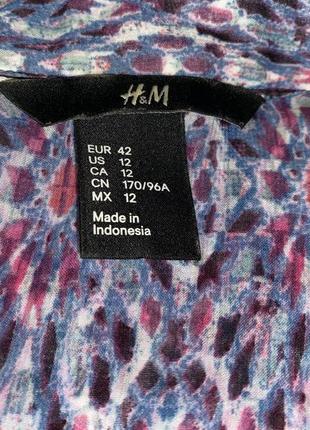 H&M
EUR 42
US 12
CA 12
CN 170/96A
MX 12
Made in
Indonesia